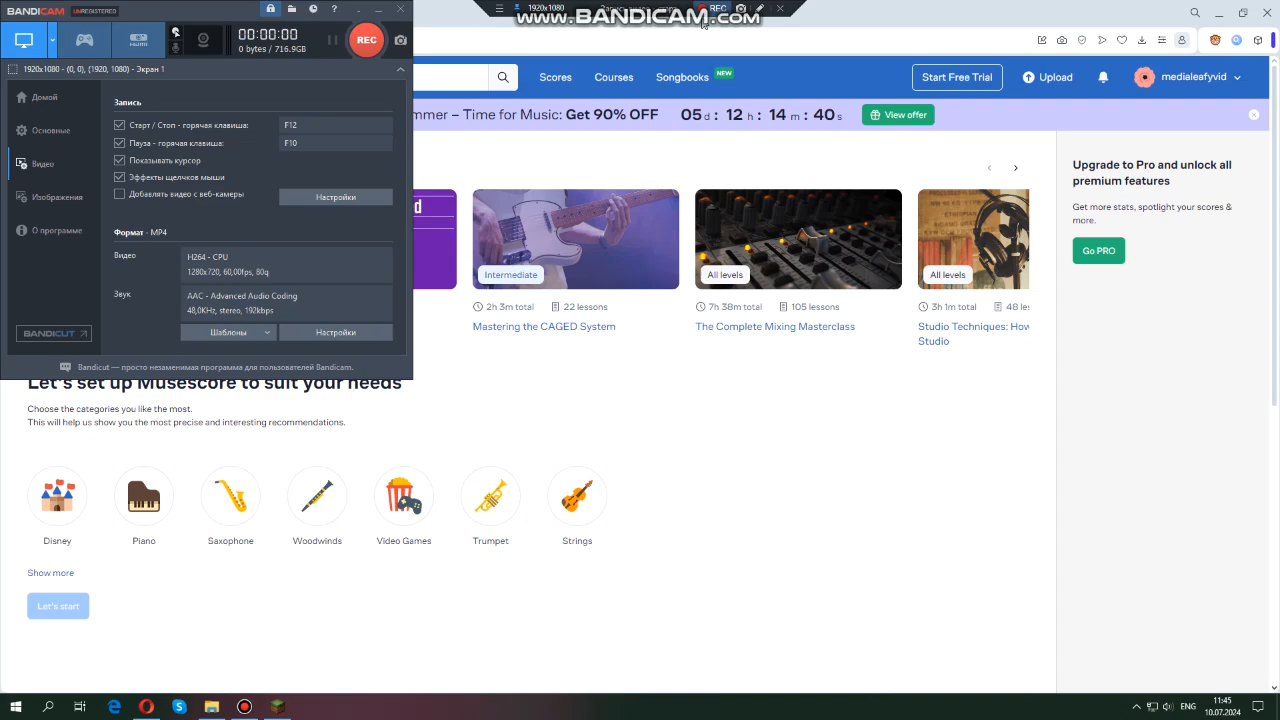 BANDICAM UNREGISTERED
1920x1080
REC
www.BANDICAM.com
HDMI
00:00:00
0 bytes / 716.9GB
REC
1920x1080 - (0, 0), (1920, 1080) - Экран 1
Домой
Основные
Видео
Изображения
О программе
BANDICUT
Запись
Старт / Стоп - горячая клавиша:
F12
Пауза - горячая клавиша:
F10
Показывать курсор
Эффекты щелчков мыши
Добавлять видео с веб-камеры
Настройки
Формат - MP4
Видео
H264 - CPU
1280x720, 60,00fps, 80q
Звук
AAC - Advanced Audio Coding
48,0KHz, stereo, 192kbps
Шаблоны
Настройки
Bandicut — просто незаменимая программа для пользователей Bandicam.
Scores
Courses
Songbooks
NEW
Start Free Trial
Upload
medialeafyvid
mmer – Time for Music: Get 90% OFF
05d : 12h : 14m : 40s
View offer
d
Intermediate
2h 3m total
22 lessons
Mastering the CAGED System
All levels
7h 38m total
105 lessons
The Complete Mixing Masterclass
ETHIOPIAN
All levels
3h 1m total
48 les
Studio Techniques: How
Studio
Upgrade to Pro and unlock all
premium features
Get more stats, spotlight your scores &
more.
Go PRO
Let's set up Musescore to suit your needs
Choose the categories you like the most.
This will help us show you the most precise and interesting recommendations.
Disney
Piano
Saxophone
Woodwinds
Video Games
Trumpet
Strings
Show more
Let's start
ENG
11:45
10.07.2024